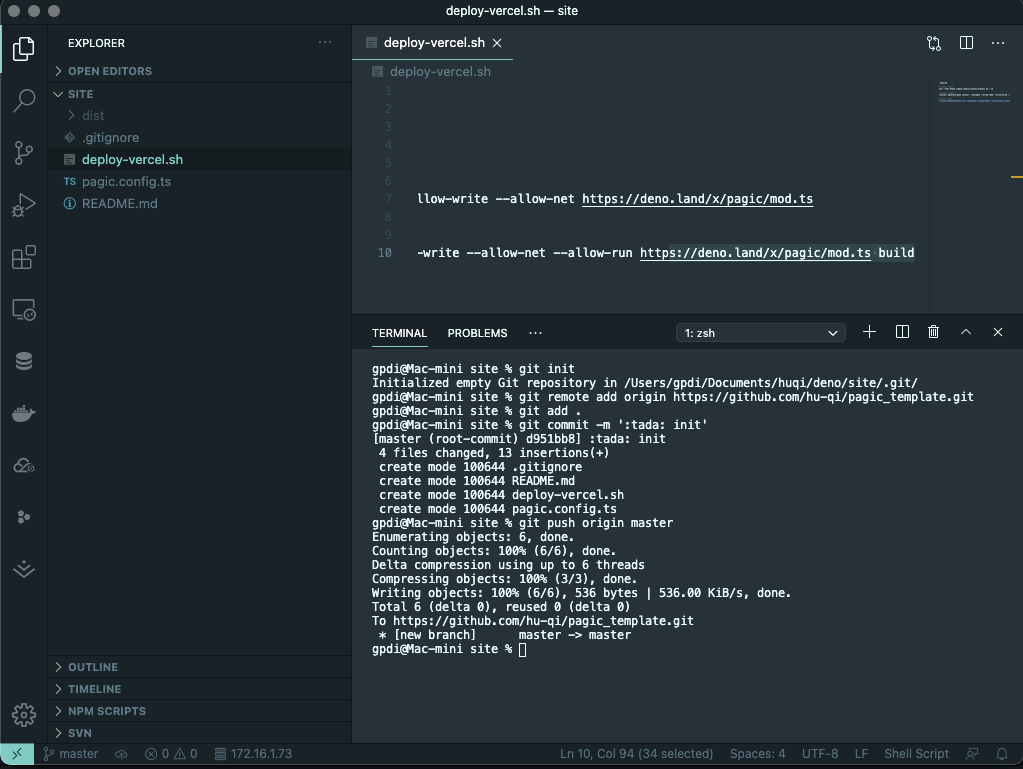 deploy-vercel.sh — site
EXPLORER
OPEN EDITORS
SITE
dist
.gitignore
deploy-vercel.sh
TS pagic.config.ts
README.md
OUTLINE
TIMELINE
NPM SCRIPTS
SVN
deploy-vercel.sh
deploy-vercel.sh
1
2
3
4
5
6
7 llow-write --allow-net https://deno.land/x/pagic/mod.ts
8
9
10 -write --allow-net --allow-run https://deno.land/x/pagic/mod.ts·build
TERMINAL PROBLEMS 1: zsh
gpdi@Mac-mini site % git init
Initialized empty Git repository in /Users/gpdi/Documents/huqi/deno/site/.git/
gpdi@Mac-mini site % git remote add origin https://github.com/hu-qi/pagic_template.git
gpdi@Mac-mini site % git add .
gpdi@Mac-mini site % git commit -m ':tada: init'
[master (root-commit) d951bb8] :tada: init
4 files changed, 13 insertions(+)
create mode 100644 .gitignore
create mode 100644 README.md
create mode 100644 deploy-vercel.sh
create mode 100644 pagic.config.ts
gpdi@Mac-mini site % git push origin master
Enumerating objects: 6, done.
Counting objects: 100% (6/6), done.
Delta compression using up to 6 threads
Compressing objects: 100% (3/3), done.
Writing objects: 100% (6/6), 536 bytes | 536.00 KiB/s, done.
Total 6 (delta 0), reused 0 (delta 0)
To https://github.com/hu-qi/pagic_template.git
* [new branch]      master -> master
gpdi@Mac-mini site %
master 0 0 172.16.1.73 Ln 10, Col 94 (34 selected) Spaces: 4 UTF-8 LF Shell Script